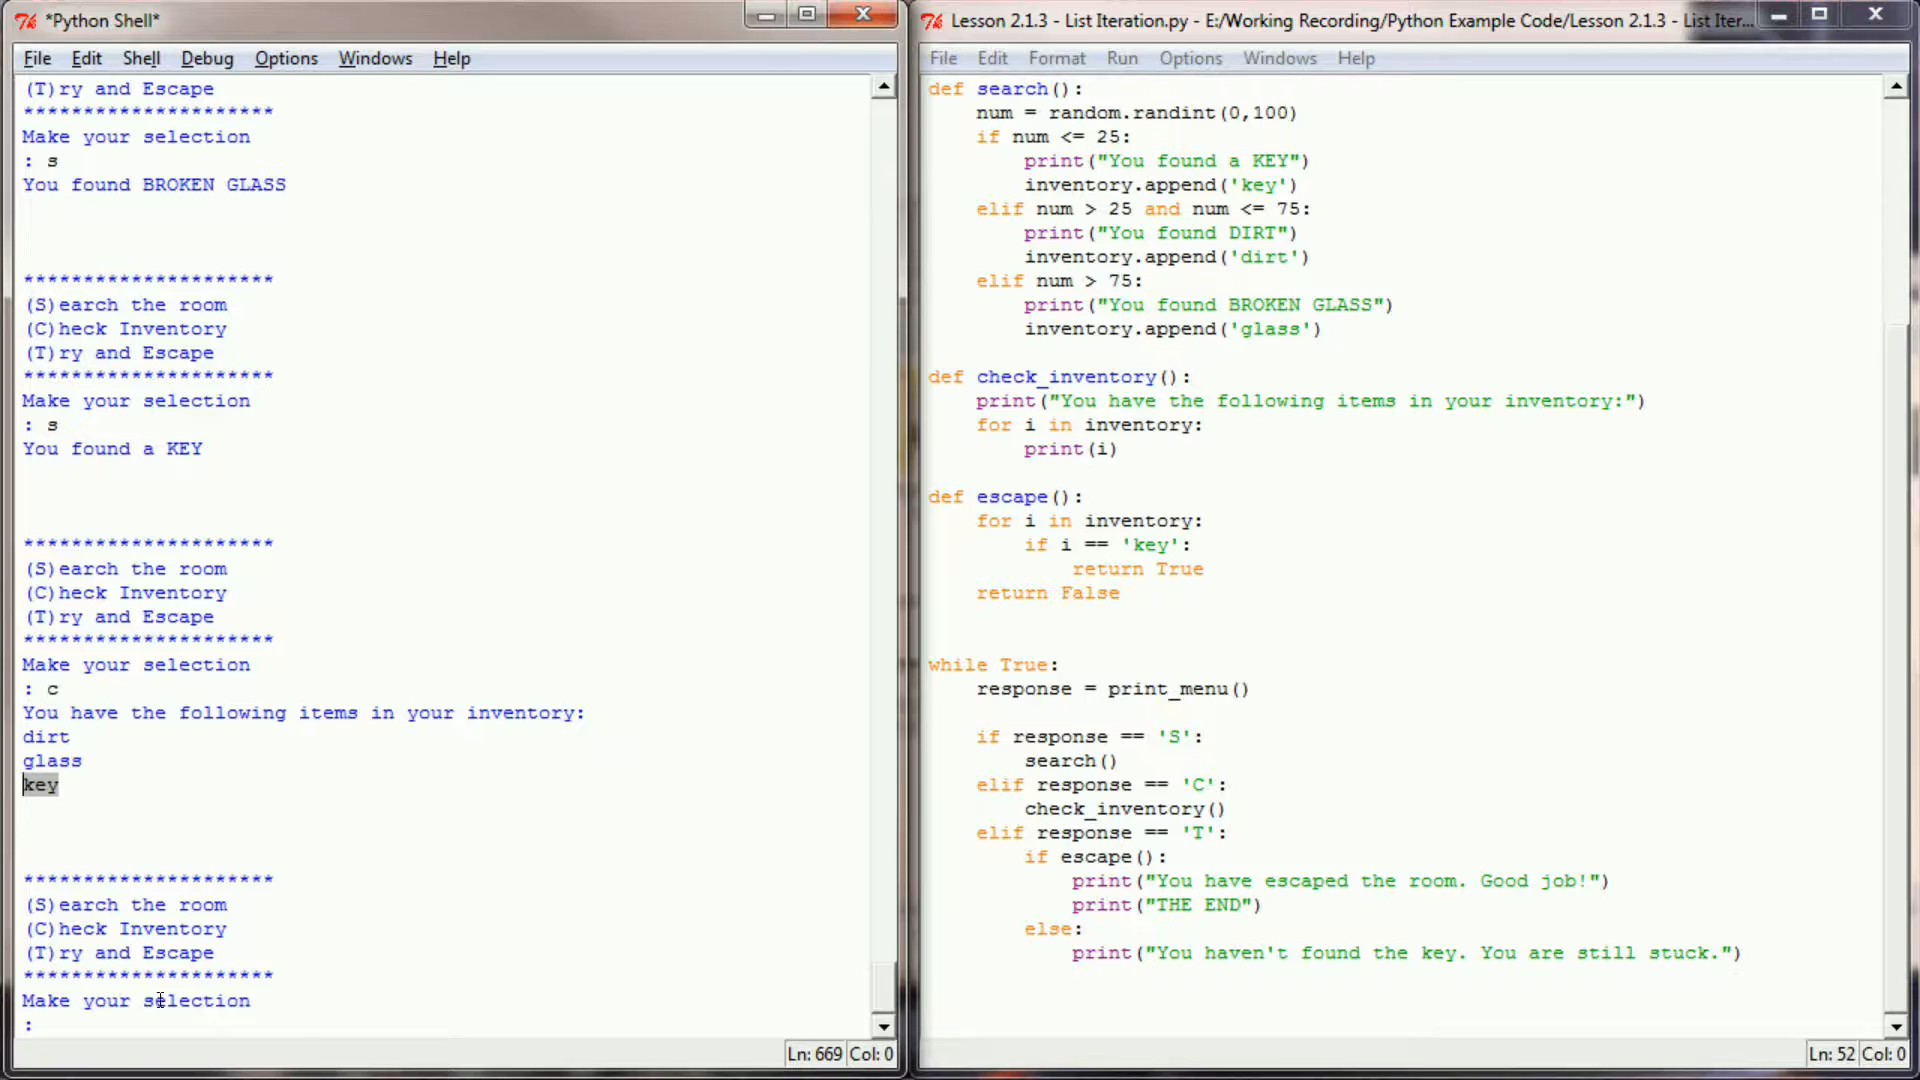 *Python Shell*
File Edit Shell Debug Options Windows Help
(T)ry and Escape
*********************
Make your selection
: s
You found BROKEN GLASS
*********************
(S)earch the room
(C)heck Inventory
(T)ry and Escape
*********************
Make your selection
: s
You found a KEY
*********************
(S)earch the room
(C)heck Inventory
(T)ry and Escape
*********************
Make your selection
: c
You have the following items in your inventory:
dirt
glass
key
*********************
(S)earch the room
(C)heck Inventory
(T)ry and Escape
*********************
Make your selection
:
Ln: 669 Col: 0
Lesson 2.1.3 - List Iteration.py - E:/Working Recording/Python Example Code/Lesson 2.1.3 - List Iter...
File Edit Format Run Options Windows Help
def search():
    num = random.randint(0,100)
    if num <= 25:
        print("You found a KEY")
        inventory.append('key')
    elif num > 25 and num <= 75:
        print("You found DIRT")
        inventory.append('dirt')
    elif num > 75:
        print("You found BROKEN GLASS")
        inventory.append('glass')
def check_inventory():
    print("You have the following items in your inventory:")
    for i in inventory:
        print(i)
def escape():
    for i in inventory:
        if i == 'key':
            return True
    return False
while True:
    response = print_menu()
    if response == 'S':
        search()
    elif response == 'C':
        check_inventory()
    elif response == 'T':
        if escape():
            print("You have escaped the room. Good job!")
            print("THE END")
        else:
            print("You haven't found the key. You are still stuck.")
Ln: 52 Col: 0